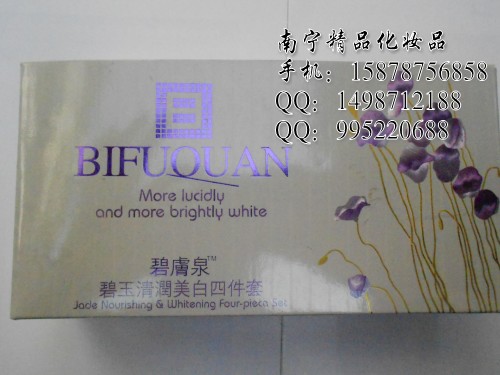 南宁精品化妆品
手机：15878756858
QQ：1498712188
QQ：995220688
BIFUQUAN
More lucidly
and more brightly white
碧膚泉™
碧玉清潤美白四件套
Jade Nourishing & Whitening Four-piece Set